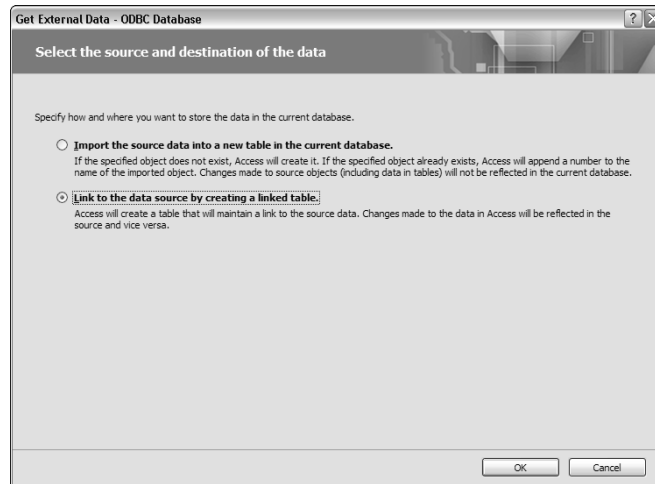 Get External Data - ODBC Database
Select the source and destination of the data
Specify how and where you want to store the data in the current database.
Import the source data into a new table in the current database.
If the specified object does not exist, Access will create it. If the specified object already exists, Access will append a number to the
name of the imported object. Changes made to source objects (including data in tables) will not be reflected in the current database.
Link to the data source by creating a linked table.
Access will create a table that will maintain a link to the source data. Changes made to the data in Access will be reflected in the
source and vice versa.
OK
Cancel